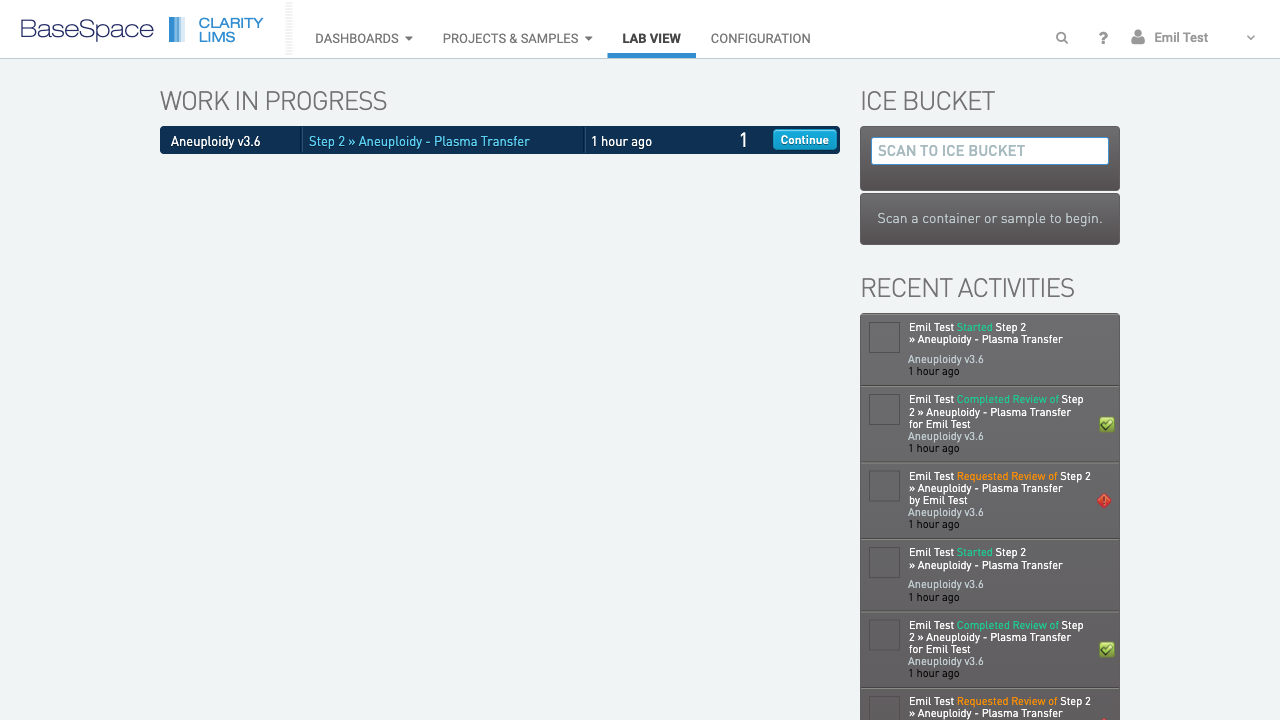 BaseSpace CLARITY LIMS
DASHBOARDS
PROJECTS & SAMPLES
LAB VIEW
CONFIGURATION
?
Emil Test
WORK IN PROGRESS
Aneuploidy v3.6
Step 2 » Aneuploidy - Plasma Transfer
1 hour ago
1
Continue
ICE BUCKET
SCAN TO ICE BUCKET
Scan a container or sample to begin.
RECENT ACTIVITIES
Emil Test Started Step 2
» Aneuploidy - Plasma Transfer
Aneuploidy v3.6
1 hour ago
Emil Test Completed Review of Step
2 » Aneuploidy - Plasma Transfer
for Emil Test
Aneuploidy v3.6
1 hour ago
Emil Test Requested Review of Step 2
» Aneuploidy - Plasma Transfer
by Emil Test
Aneuploidy v3.6
1 hour ago
Emil Test Started Step 2
» Aneuploidy - Plasma Transfer
Aneuploidy v3.6
1 hour ago
Emil Test Completed Review of Step
2 » Aneuploidy - Plasma Transfer
for Emil Test
Aneuploidy v3.6
1 hour ago
Emil Test Requested Review of Step 2
» Aneuploidy - Plasma Transfer